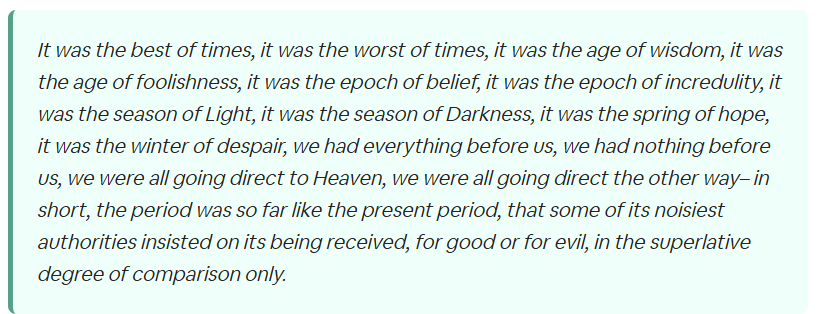 It was the best of times, it was the worst of times, it was the age of wisdom, it was
the age of foolishness, it was the epoch of belief, it was the epoch of incredulity, it
was the season of Light, it was the season of Darkness, it was the spring of hope,
it was the winter of despair, we had everything before us, we had nothing before
us, we were all going direct to Heaven, we were all going direct the other way– in
short, the period was so far like the present period, that some of its noisiest
authorities insisted on its being received, for good or for evil, in the superlative
degree of comparison only.